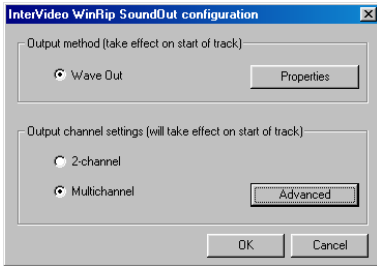 InterVideo WinRip SoundOut configuration
Output method (take effect on start of track)
Wave Out
Properties
Output channel settings (will take effect on start of track)
2-channel
Multichannel
Advanced
OK
Cancel